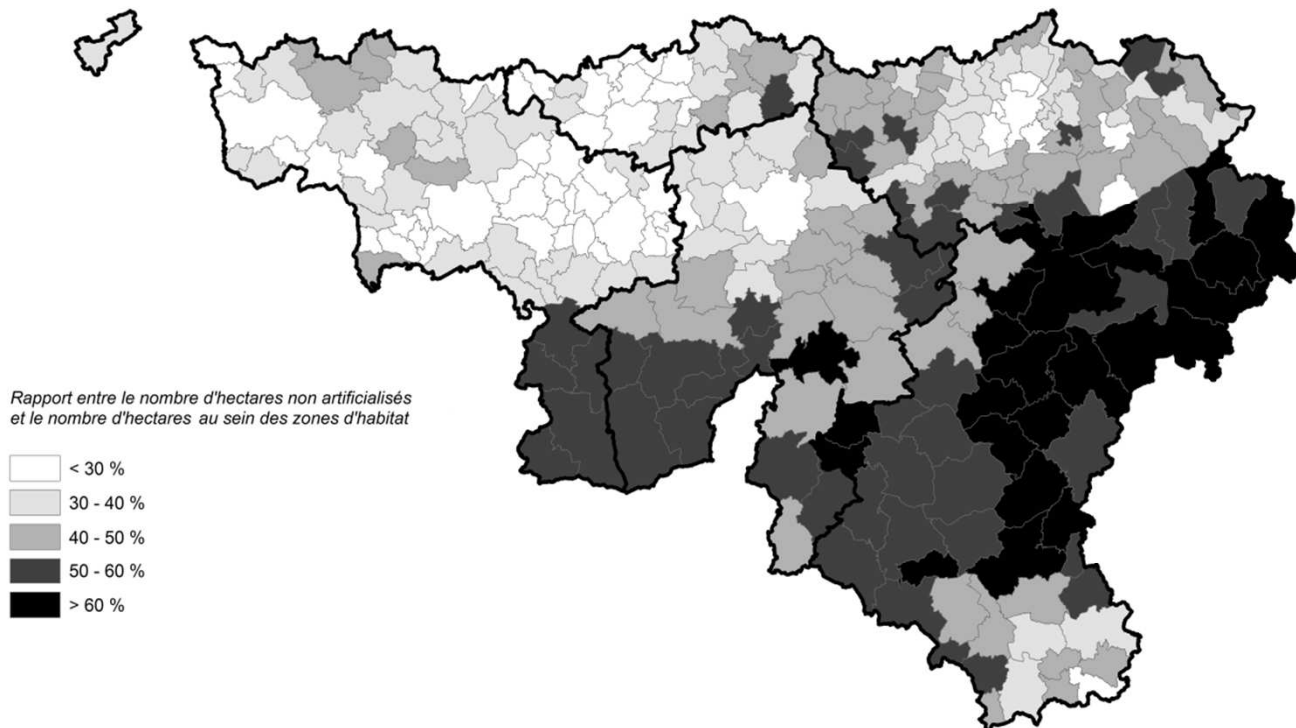 Rapport entre le nombre d'hectares non artificialisés
et le nombre d'hectares au sein des zones d'habitat
< 30 %
30 - 40 %
40 - 50 %
50 - 60 %
> 60 %